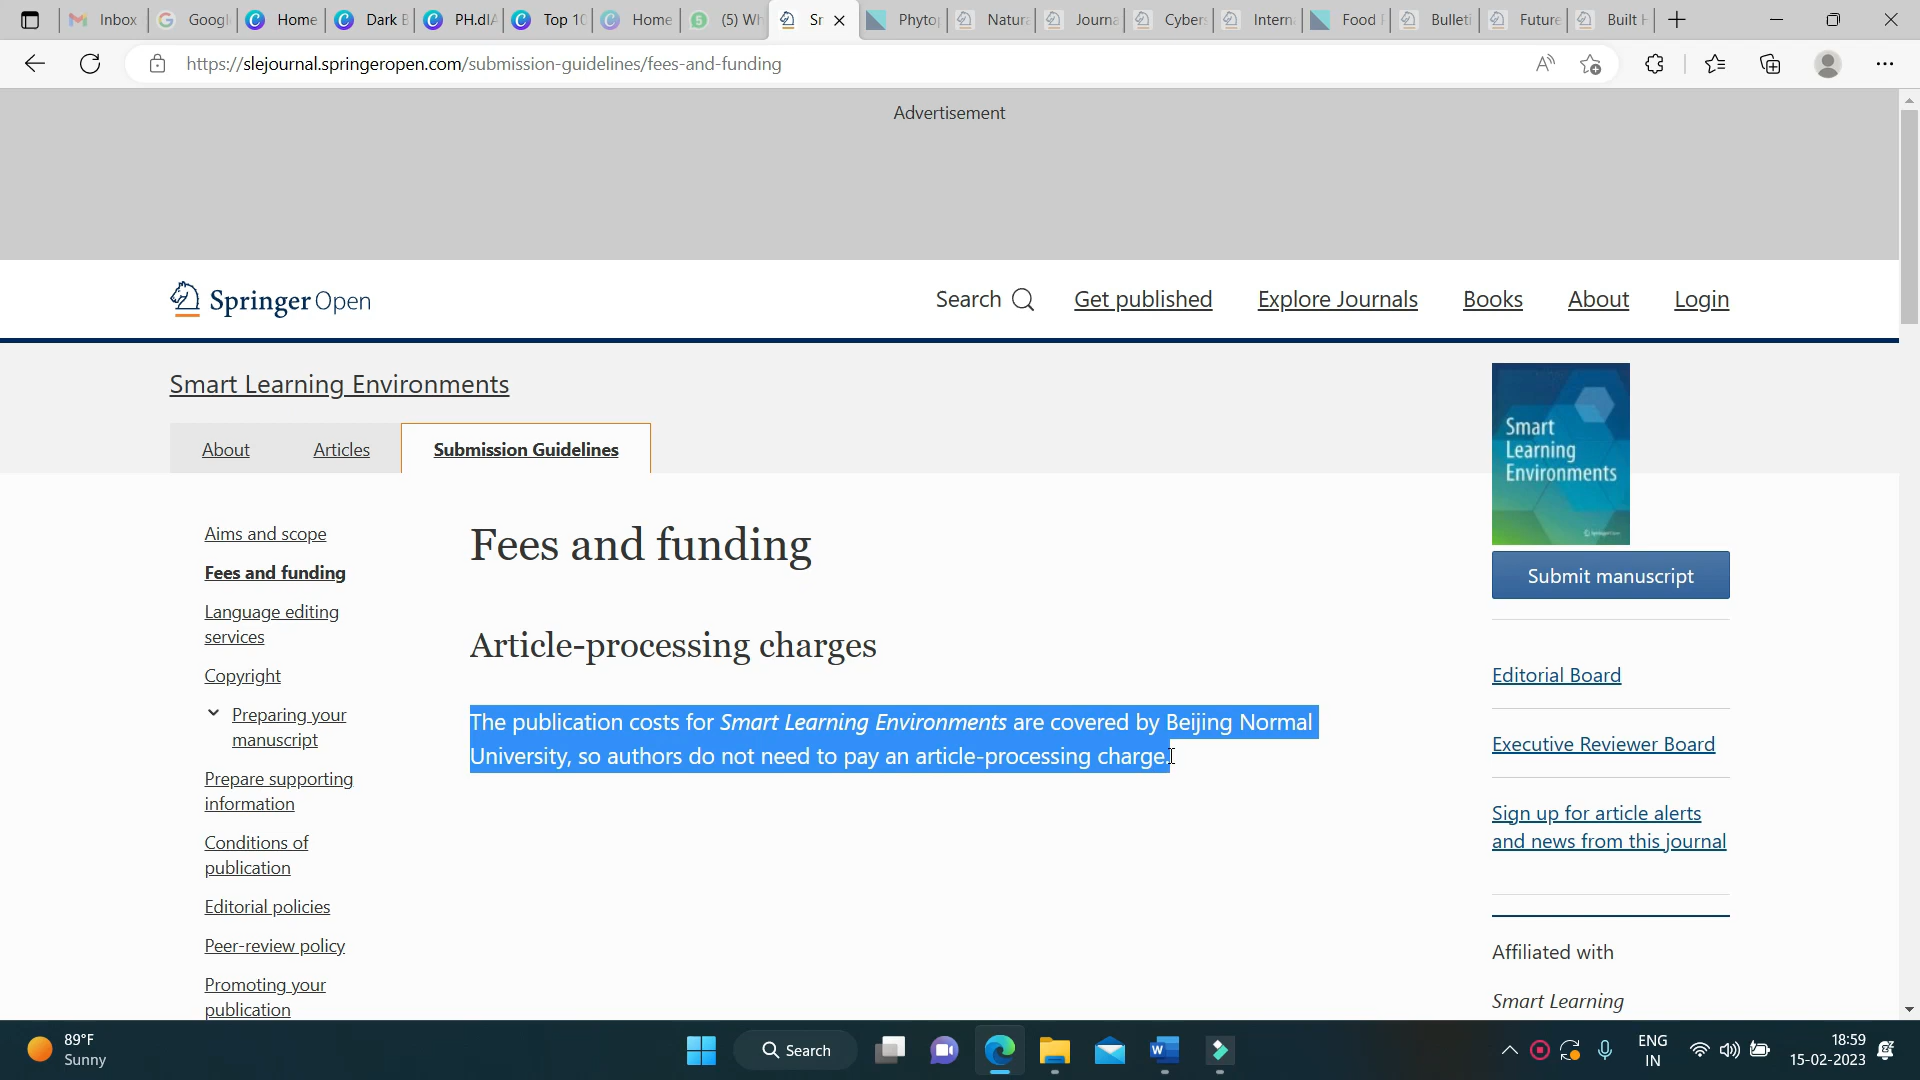 Inbox
Googl
Home
Dark B
PH.dIA
Top 10
Home
(5) Wh
Sr
Phyto
Natur
Journa
Cyber
Intern
Food
Bulleti
Future
Built
https://slejournal.springeropen.com/submission-guidelines/fees-and-funding
Advertisement
Springer Open
Search
Get published
Explore Journals
Books
About
Login
Smart Learning Environments
About
Articles
Submission Guidelines
Smart
Learning
Environments
Submit manuscript
Aims and scope
Fees and funding
Language editing
services
Copyright
Preparing your
manuscript
Prepare supporting
information
Conditions of
publication
Editorial policies
Peer-review policy
Promoting your
publication
Fees and funding
Article-processing charges
The publication costs for Smart Learning Environments are covered by Beijing Normal
University, so authors do not need to pay an article-processing charge.
Editorial Board
Executive Reviewer Board
Sign up for article alerts
and news from this journal
Affiliated with
Smart Learning
89°F
Sunny
Search
ENG
IN
18:59
15-02-2023